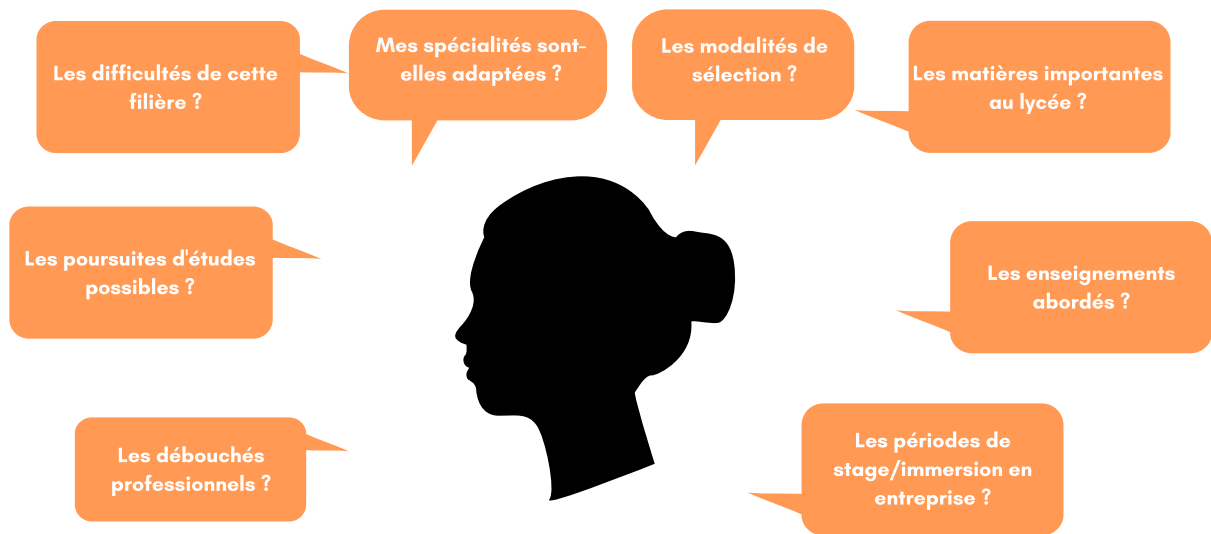 Les difficultés de cette
filière ?
Mes spécialités sont-
elles adaptées ?
Les modalités de
sélection ?
Les matières importantes
au lycée ?
Les poursuites d'études
possibles ?
Les enseignements
abordés ?
Les débouchés
professionnels ?
Les périodes de
stage/immersion en
entreprise ?